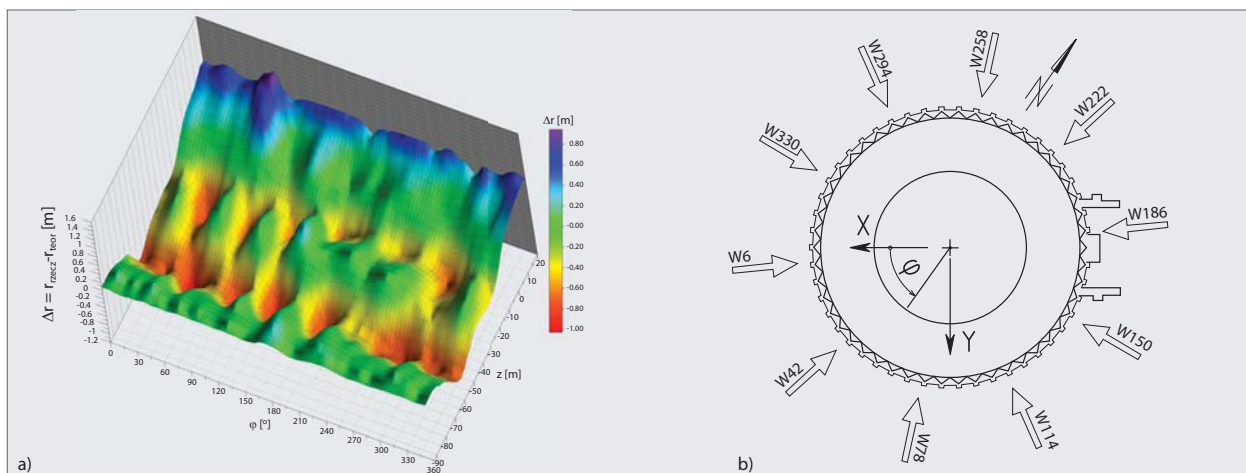 Δr = r rzecz - r teor [m]
1.6
1.4
1.2
1
0.8
0.6
0.4
0.2
0
-0.2
-0.4
-0.6
-0.8
-1
-1.2
0
30
60
90
120
150
180
210
240
270
300
330
360
φ [°]
20
10
0
-10
-20
-30
-40
-50
-60
-70
-80
-90
z [m]
Δr [m]
0.80
0.60
0.40
0.20
0.00
-0.20
-0.40
-0.60
-0.80
-1.00
a)
W294
W258
N
W222
W330
W186
X
W6
φ
Y
W150
W42
W78
W114
b)